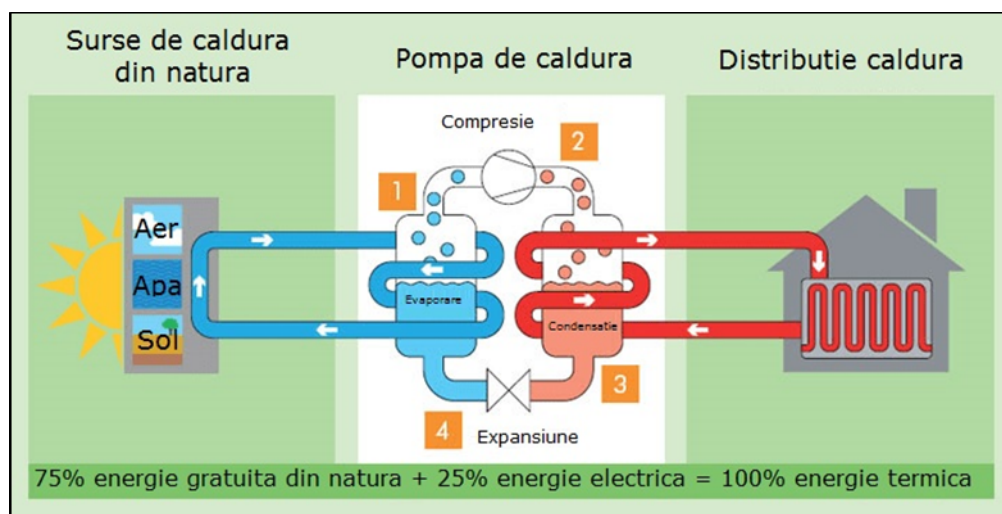 Surse de caldura
din natura
Pompa de caldura
Distributie caldura
Compresie
2
1
Aer
Apa
Sol
Evaporare
Condensatie
3
4
Expansiune
75% energie gratuita din natura + 25% energie electrica = 100% energie termica